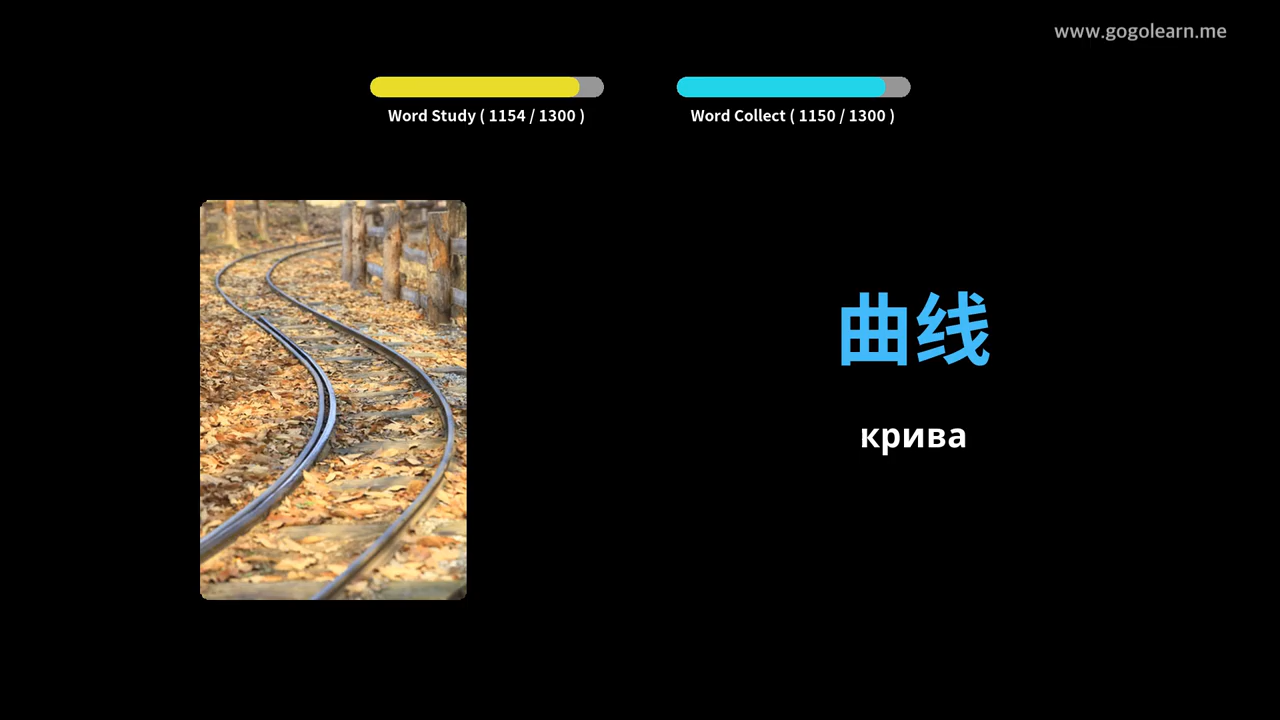 www.gogolearn.me
Word Study ( 1154 / 1300 )
Word Collect ( 1150 / 1300 )
曲线
крива